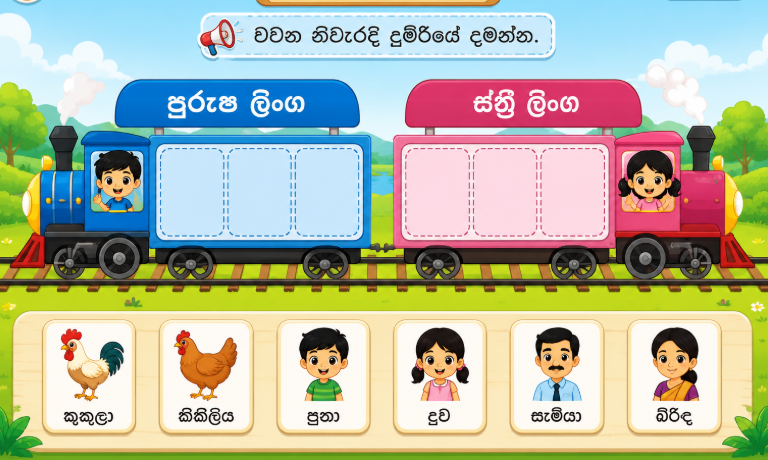 වචන නිවැරදි දුම්රියේ දමන්න.
පුරුෂ ලිංග
ස්ත්‍රී ලිංග
කුකුලා
කිකිලිය
පුතා
දුව
සැමියා
බිරිඳ